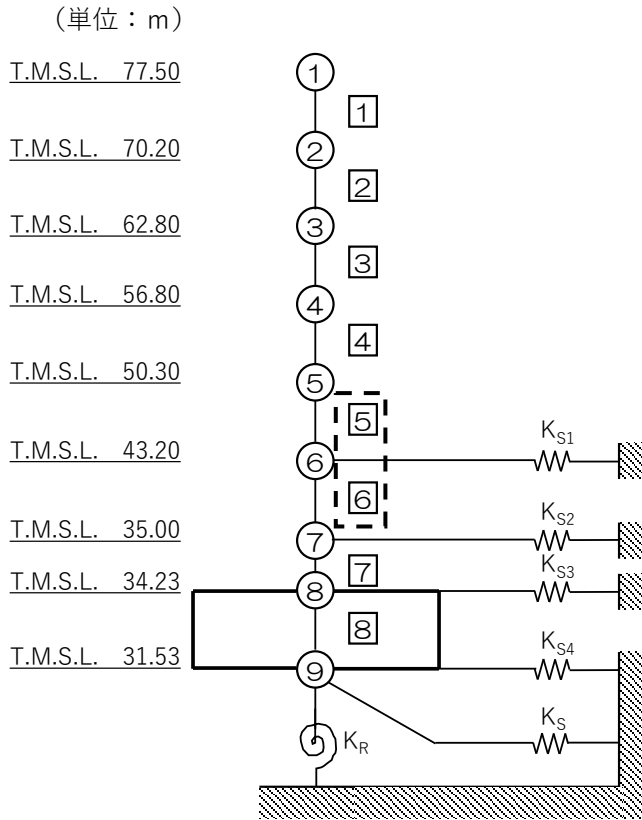 (単位：m)
T.M.S.L. 77.50
①
1
T.M.S.L. 70.20
②
2
T.M.S.L. 62.80
③
3
T.M.S.L. 56.80
④
4
T.M.S.L. 50.30
⑤
5
T.M.S.L. 43.20
⑥
KS1
6
T.M.S.L. 35.00
⑦
KS2
7
T.M.S.L. 34.23
⑧
KS3
8
T.M.S.L. 31.53
⑨
KS4
KR
KS